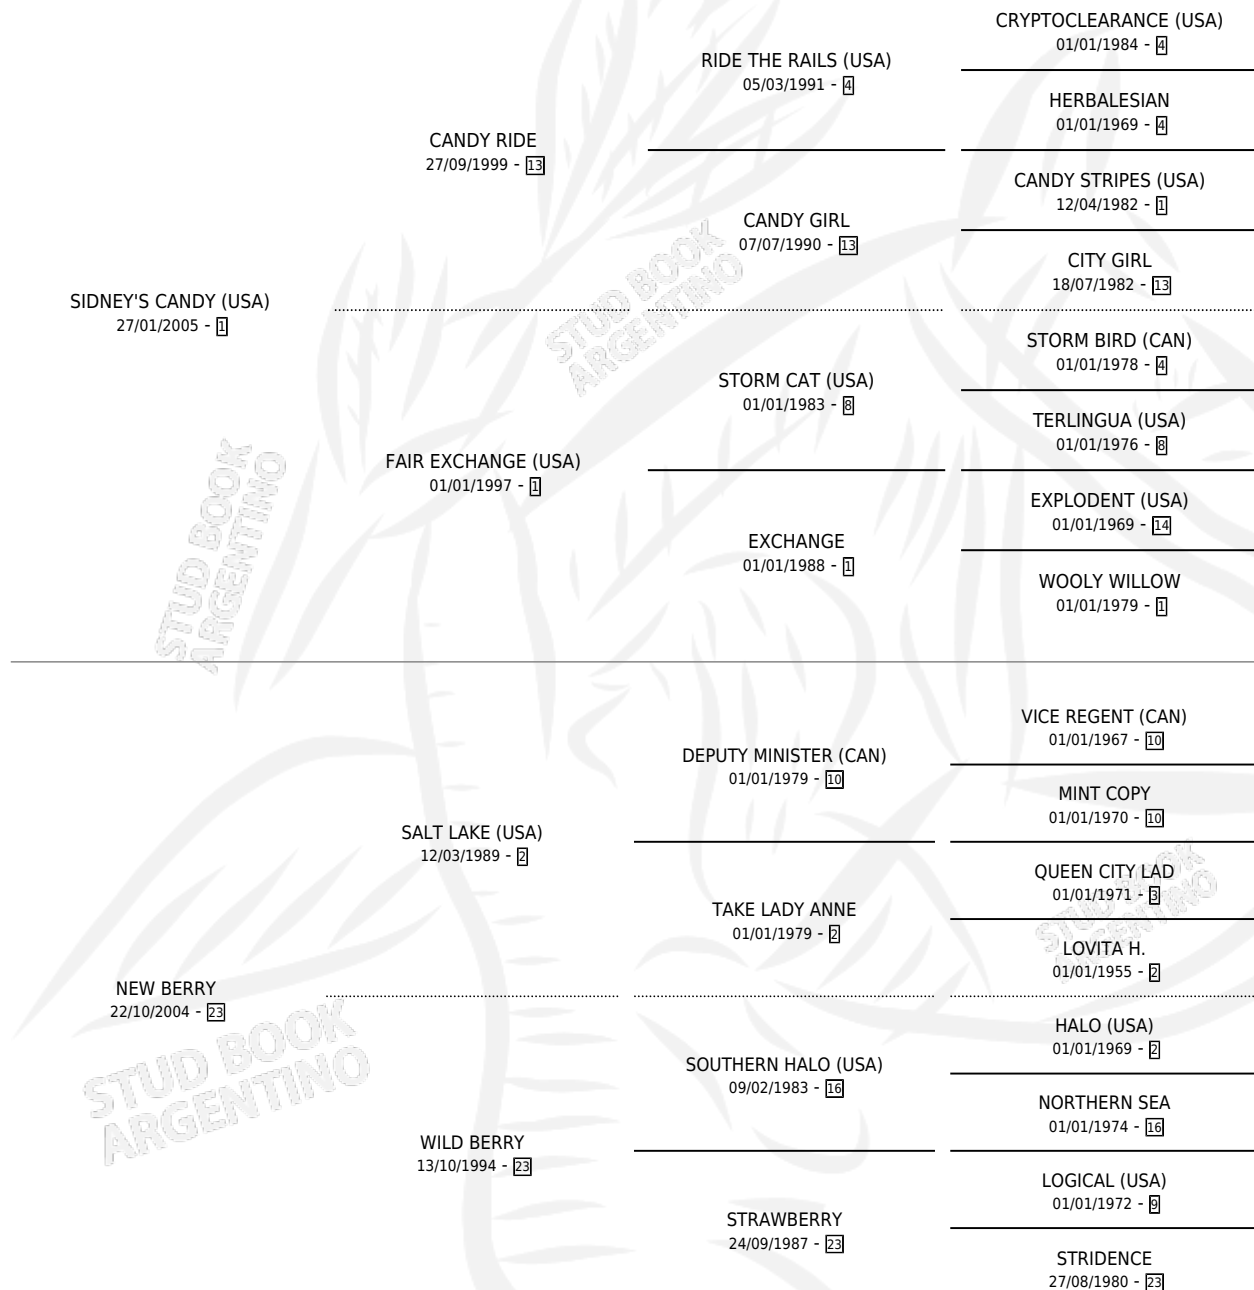 CRYPTOCLEARANCE (USA)
01/01/1984 - 4
RIDE THE RAILS (USA)
05/03/1991 - 4
HERBALESIAN
01/01/1969 - 4
CANDY RIDE
27/09/1999 - 13
CANDY STRIPES (USA)
12/04/1982 - 1
CANDY GIRL
07/07/1990 - 13
CITY GIRL
18/07/1982 - 13
SIDNEY'S CANDY (USA)
27/01/2005 - 1
STORM BIRD (CAN)
01/01/1978 - 4
STORM CAT (USA)
01/01/1983 - 8
TERLINGUA (USA)
01/01/1976 - 8
FAIR EXCHANGE (USA)
01/01/1997 - 1
EXPLODENT (USA)
01/01/1969 - 14
EXCHANGE
01/01/1988 - 1
WOOLY WILLOW
01/01/1979 - 1
VICE REGENT (CAN)
01/01/1967 - 10
DEPUTY MINISTER (CAN)
01/01/1979 - 10
MINT COPY
01/01/1970 - 10
SALT LAKE (USA)
12/03/1989 - 2
QUEEN CITY LAD
01/01/1971 - 3
TAKE LADY ANNE
01/01/1979 - 2
LOVITA H.
01/01/1955 - 2
NEW BERRY
22/10/2004 - 23
HALO (USA)
01/01/1969 - 2
SOUTHERN HALO (USA)
09/02/1983 - 16
NORTHERN SEA
01/01/1974 - 16
WILD BERRY
13/10/1994 - 23
LOGICAL (USA)
01/01/1972 - 9
STRAWBERRY
24/09/1987 - 23
STRIDENCE
27/08/1980 - 23
STUD BOOK
ARGENTINO
STUD BOOK
ARGENTINO
STUD BOOK
ARGENTINO
STUD BOOK
ARGENTINO